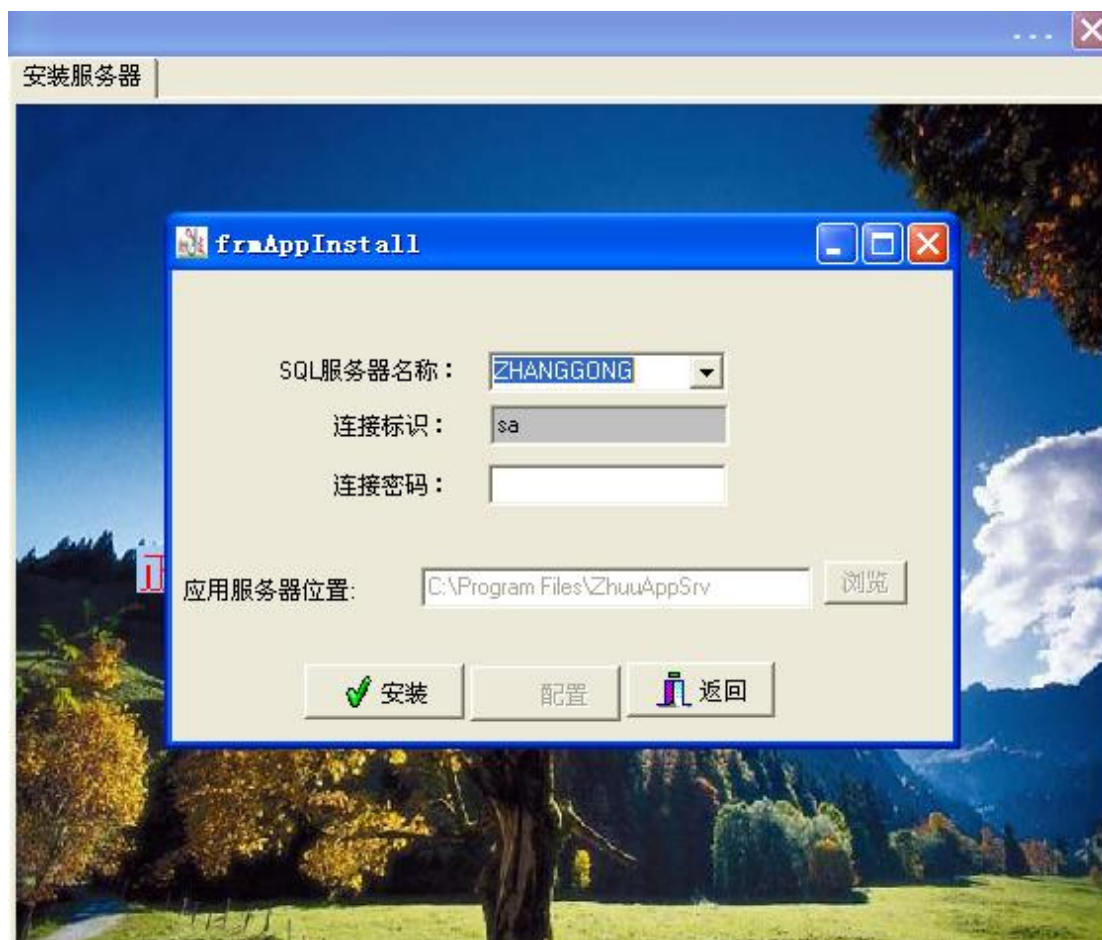 ...
安装服务器
frmAppInstall
SQL服务器名称：
ZHANGGONG
连接标识：
sa
连接密码：
正
应用服务器位置:
C:\Program Files\ZhuuAppSrv
浏览
安装
配置
返回